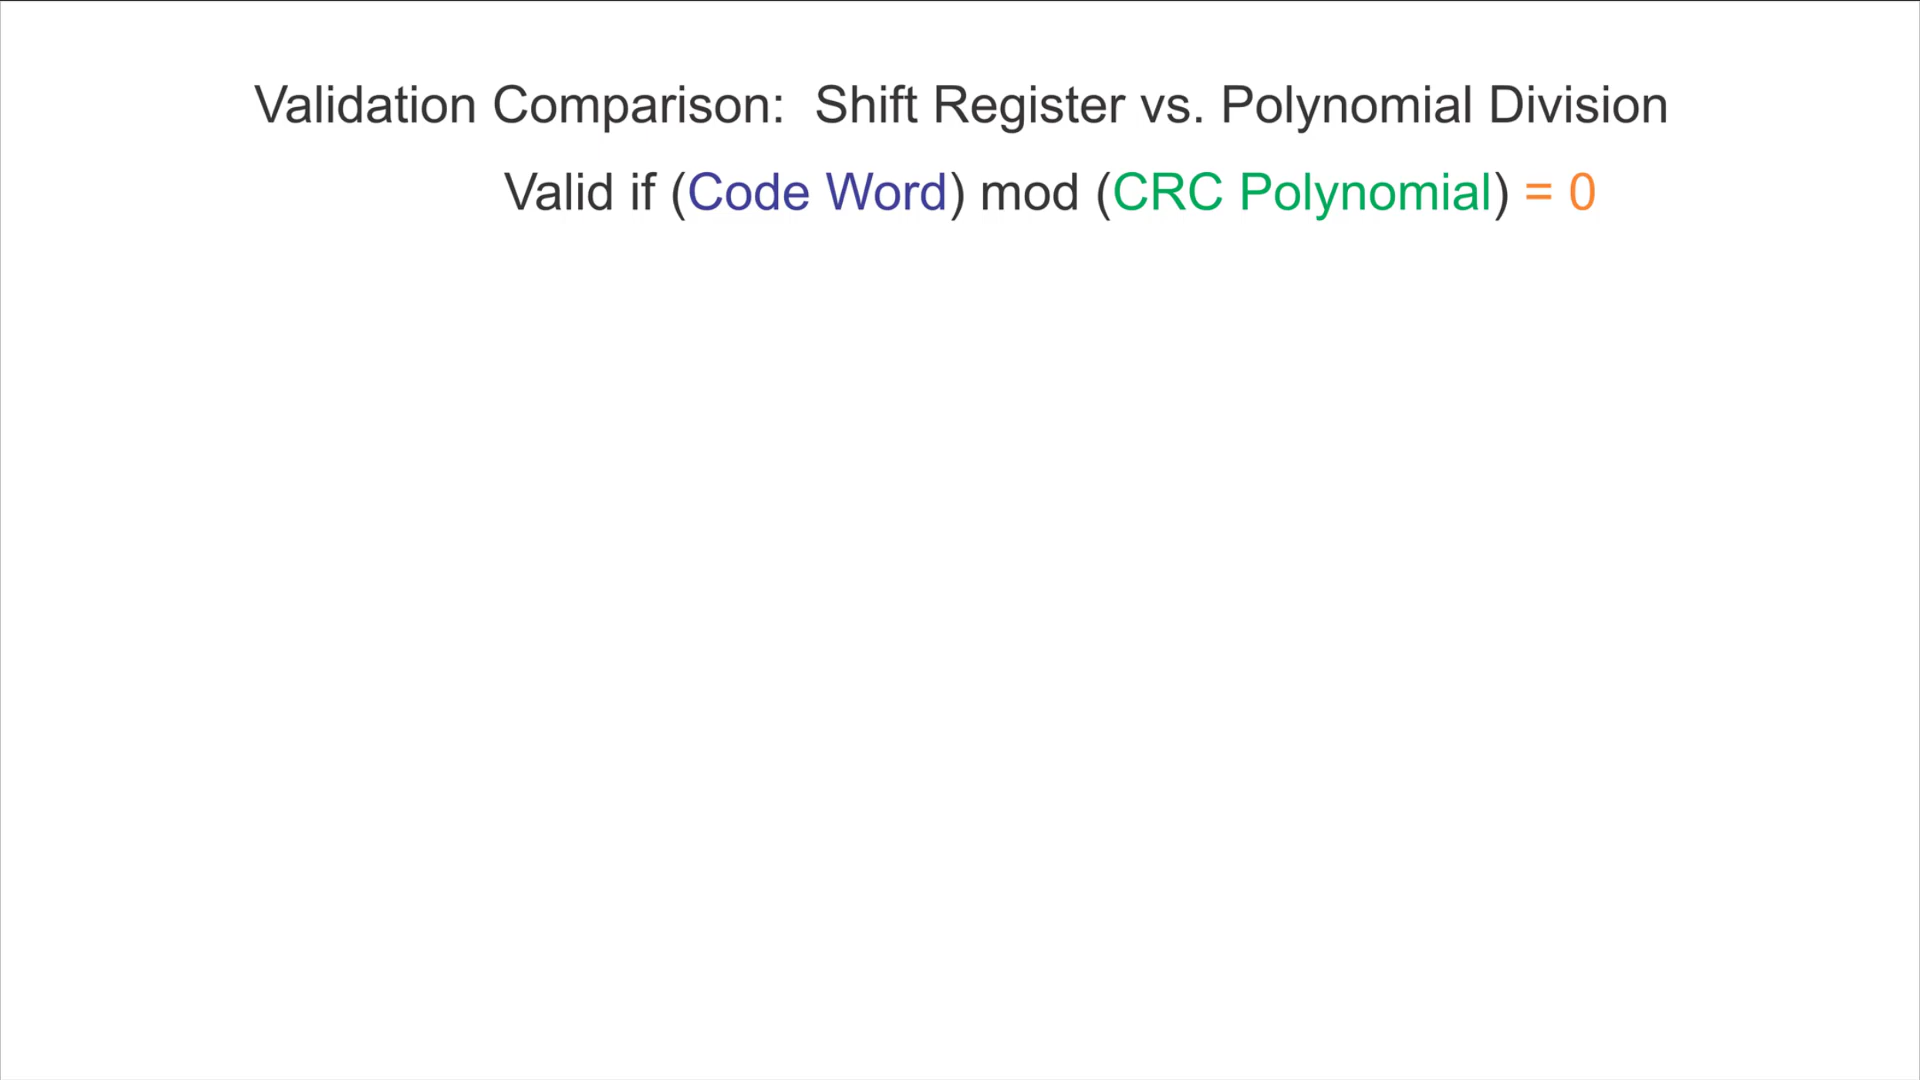 Validation Comparison:  Shift Register vs. Polynomial Division
Valid if (Code Word) mod (CRC Polynomial) = 0